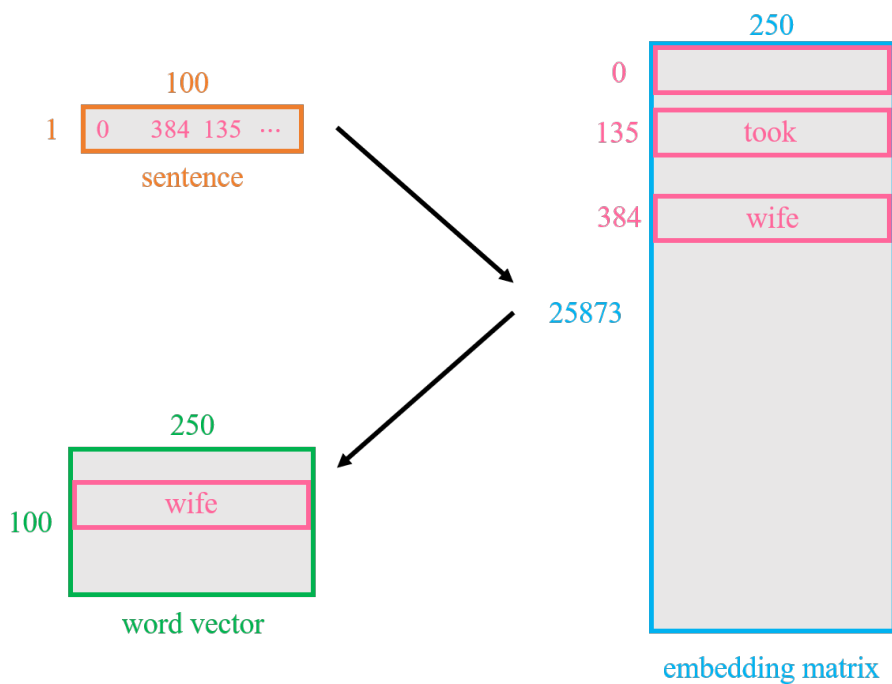 100
1
0 384 135 ...
sentence
250
0
135
took
384
wife
25873
embedding matrix
250
100
wife
word vector